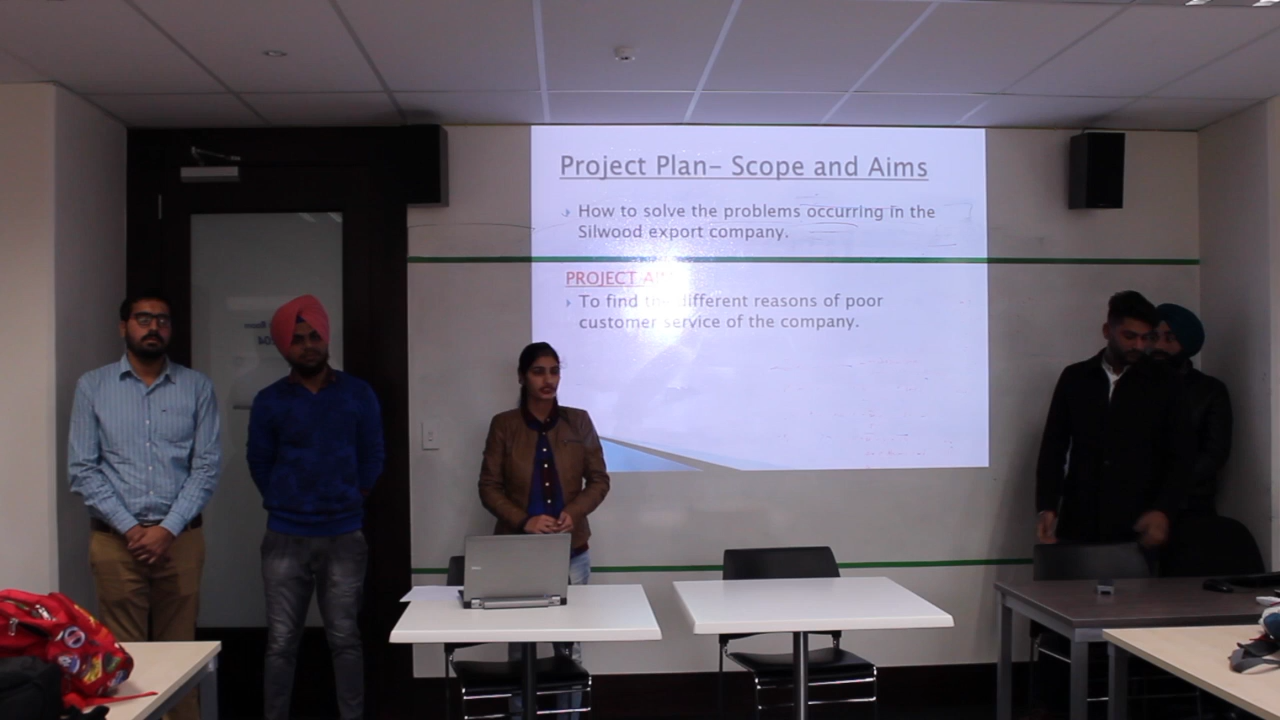 Project Plan– Scope and Aims
How to solve the problems occurring in the
Silwood export company.
PROJECT
To find the different reasons of poor
customer service of the company.